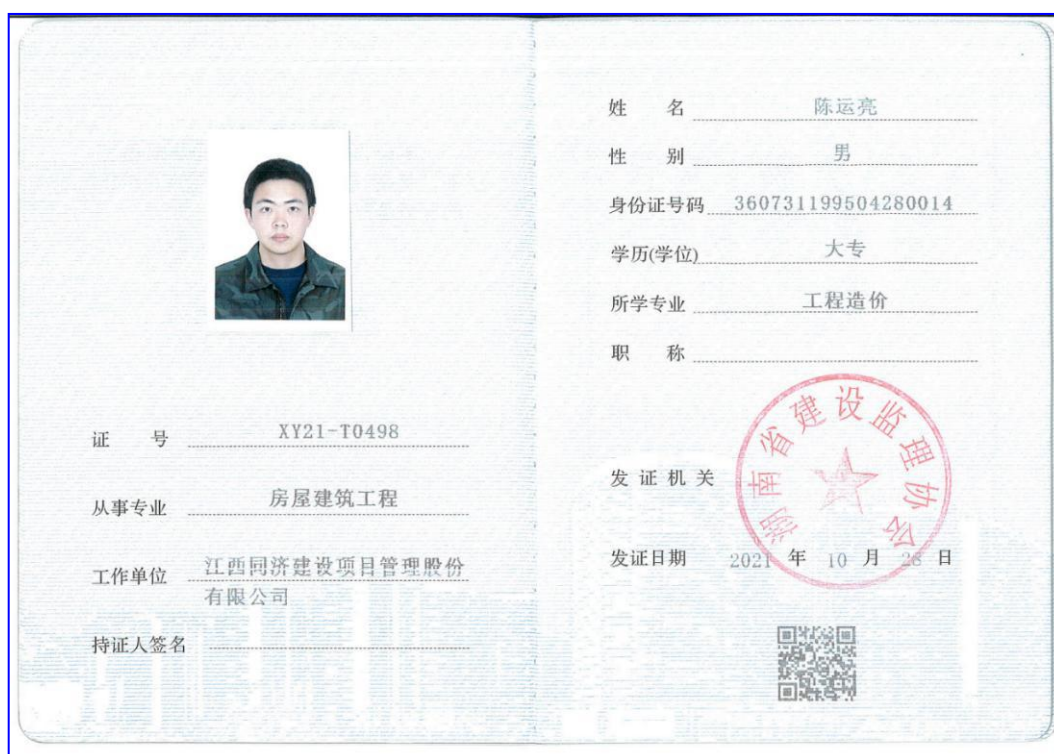 证 号 XY21-T0498
从事专业 房屋建筑工程
工作单位 江西同济建设项目管理股份
有限公司
持证人签名
姓 名 陈运亮
性 别 男
身份证号码 360731199504280014
学历(学位) 大专
所学专业 工程造价
职 称
湖南省建设监理协会
发证机关
发证日期 2021 年 10 月 28 日